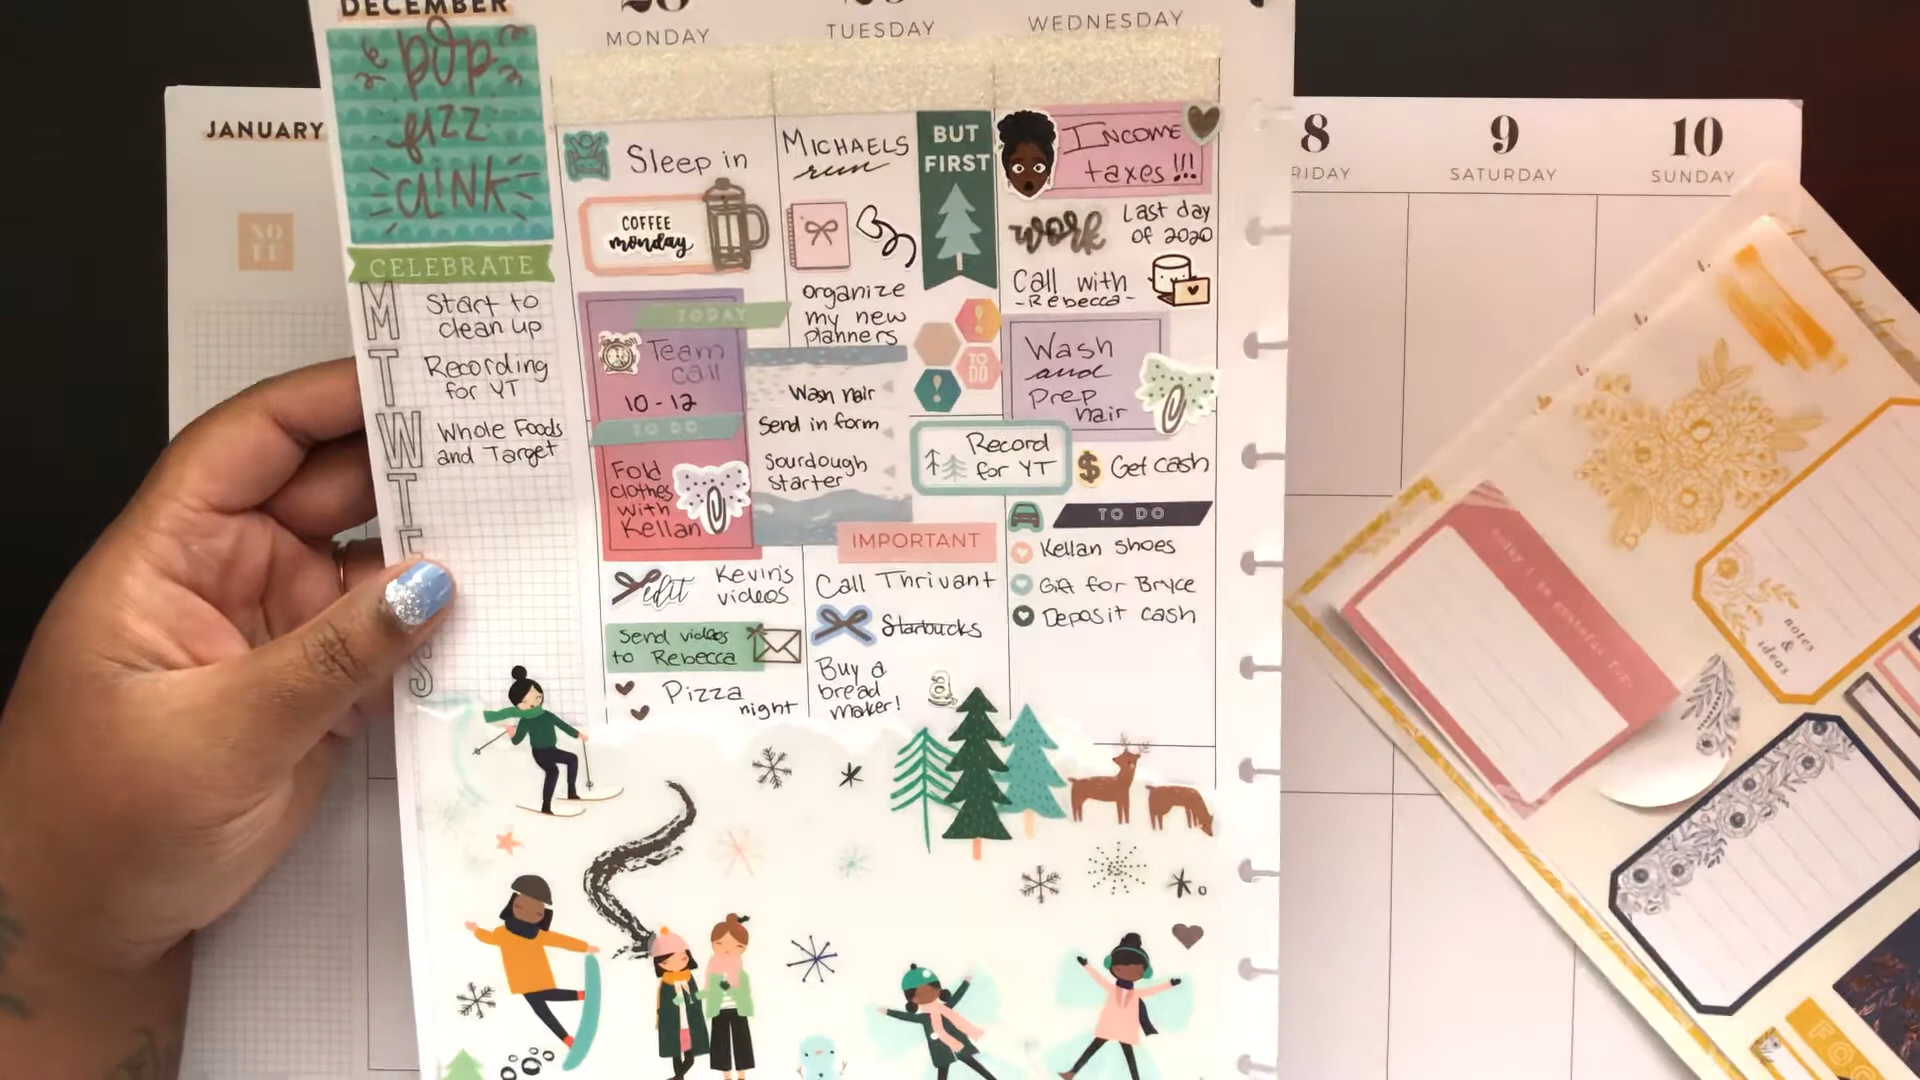 DECEMBER
pop
fizz
clink
CELEBRATE
M
Start to
clean up
T
Recording
for YT
W
Whole Foods
and Target
T
F
S
MONDAY
Sleep in
COFFEE
monday
TODAY
Team
call
10-12
TO DO
Fold
clothes
with
Kellan
edit
Kevin's
videos
Send videos
to Rebecca
Pizza
night
TUESDAY
MICHAELS
run
organize
my new
planners
Wash hair
Send in form
Sourdough
starter
IMPORTANT
Call Thrivant
Starbucks
Buy a
bread
maker!
a
BUT
FIRST
!
TO
DO
!
Record
for YT
WEDNESDAY
INCOME
taxes !!!
work
Last day
of 2020
Call with
-Rebecca-
Wash
and
prep
hair
$
Get cash
TO DO
Kellan shoes
Gift for Bryce
Deposit cash
JANUARY
NO
TE
8
RIDAY
9
SATURDAY
10
SUNDAY
notes
&
ideas